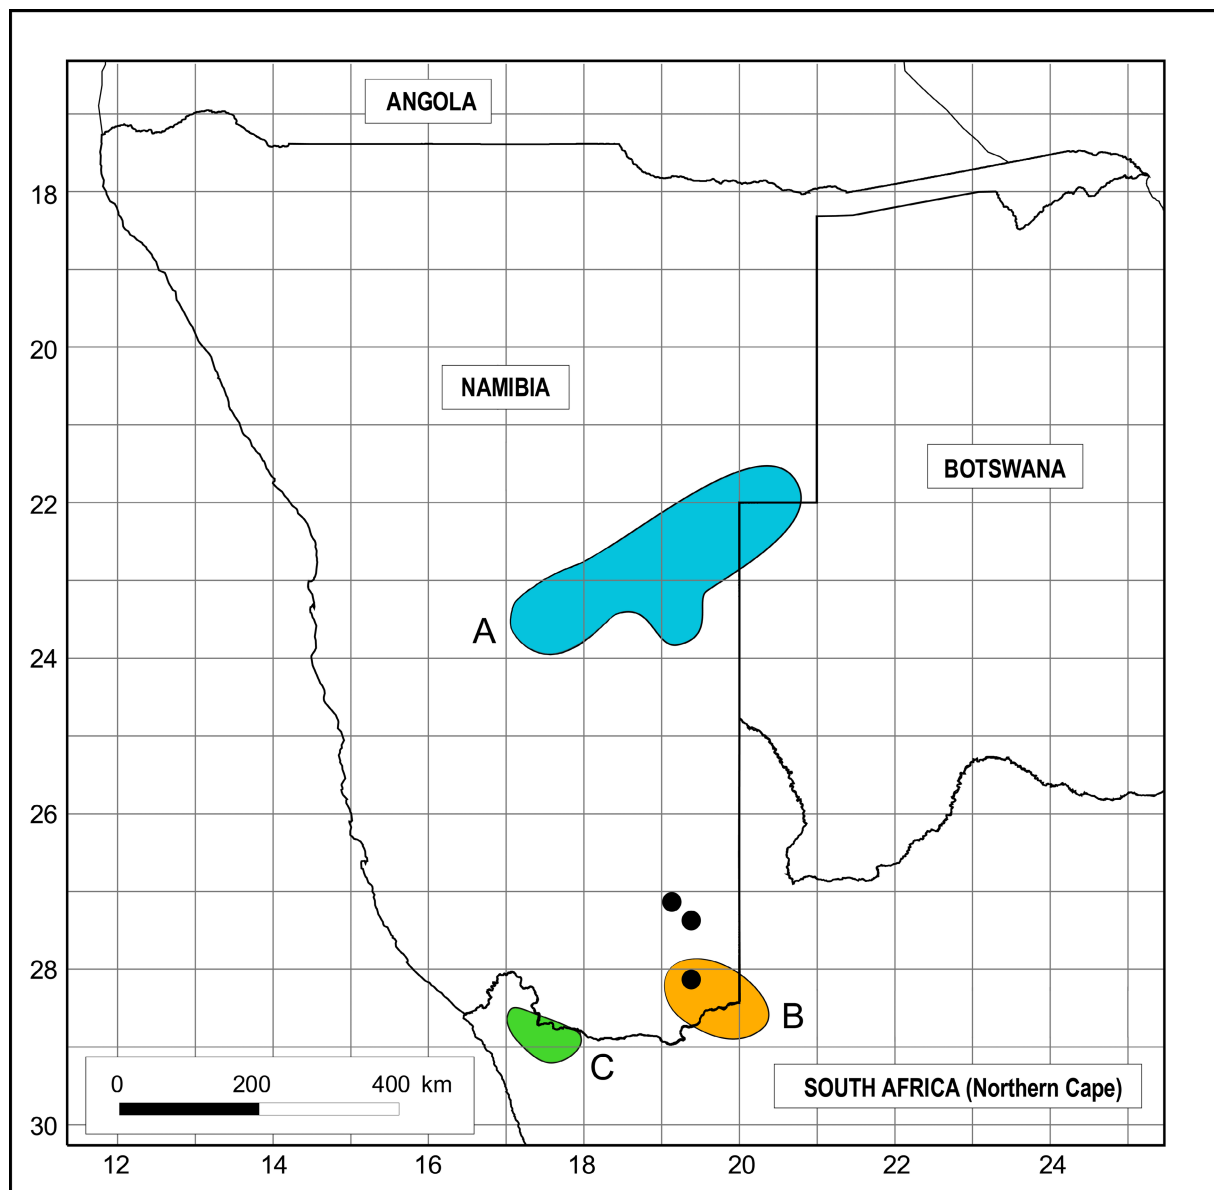 ANGOLA
18
20
NAMIBIA
BOTSWANA
22
A
24
26
28
B
C
0 200 400 km
SOUTH AFRICA (Northern Cape)
30
12 14 16 18 20 22 24